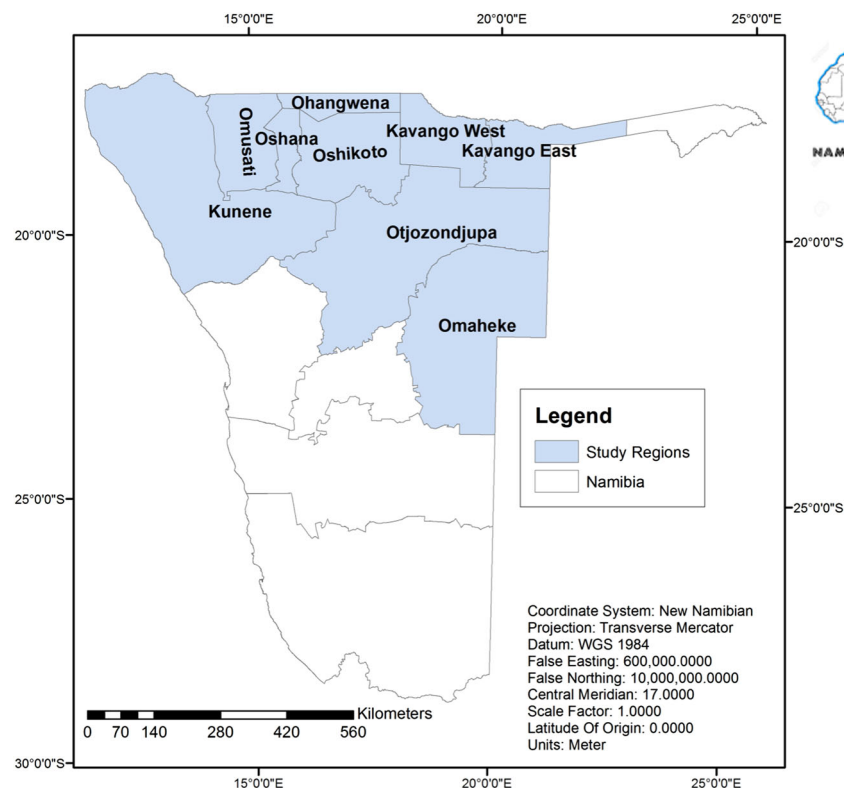 15°0'0"E 20°0'0"E 25°0'0"E
Ohangwena
Omusati
Oshana
Oshikoto
Kavango West
Kavango East
NAM
Kunene
Otjozondjupa
20°0'0"S 20°0'0"S
Omaheke
Legend
Study Regions
Namibia
25°0'0"S 25°0'0"S
Coordinate System: New Namibian
Projection: Transverse Mercator
Datum: WGS 1984
False Easting: 600,000.0000
False Northing: 10,000,000.0000
Central Meridian: 17.0000
Scale Factor: 1.0000
Latitude Of Origin: 0.0000
Units: Meter
Kilometers
0 70 140 280 420 560
30°0'0"S
15°0'0"E 20°0'0"E 25°0'0"E